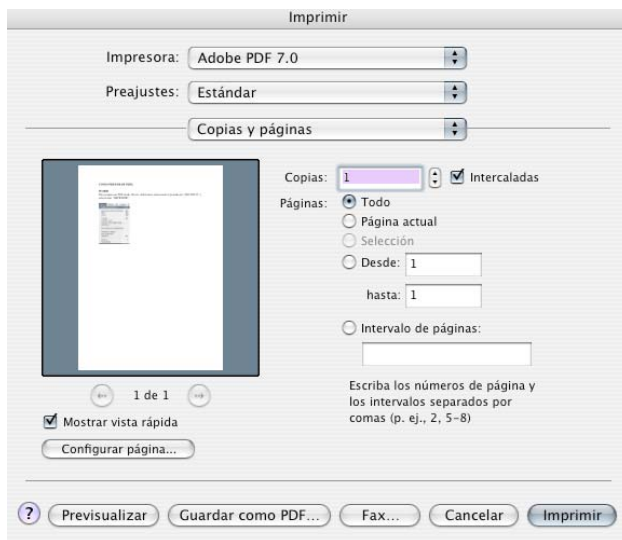 Imprimir
Impresora: Adobe PDF 7.0
Preajustes: Estándar
Copias y páginas
Copias: 1 Intercaladas
Páginas: Todo
Página actual
Selección
Desde: 1
hasta: 1
Intervalo de páginas:
Escriba los números de página y
los intervalos separados por
comas (p. ej., 2, 5-8)
1 de 1
Mostrar vista rápida
Configurar página...
? Previsualizar Guardar como PDF... Fax... Cancelar Imprimir